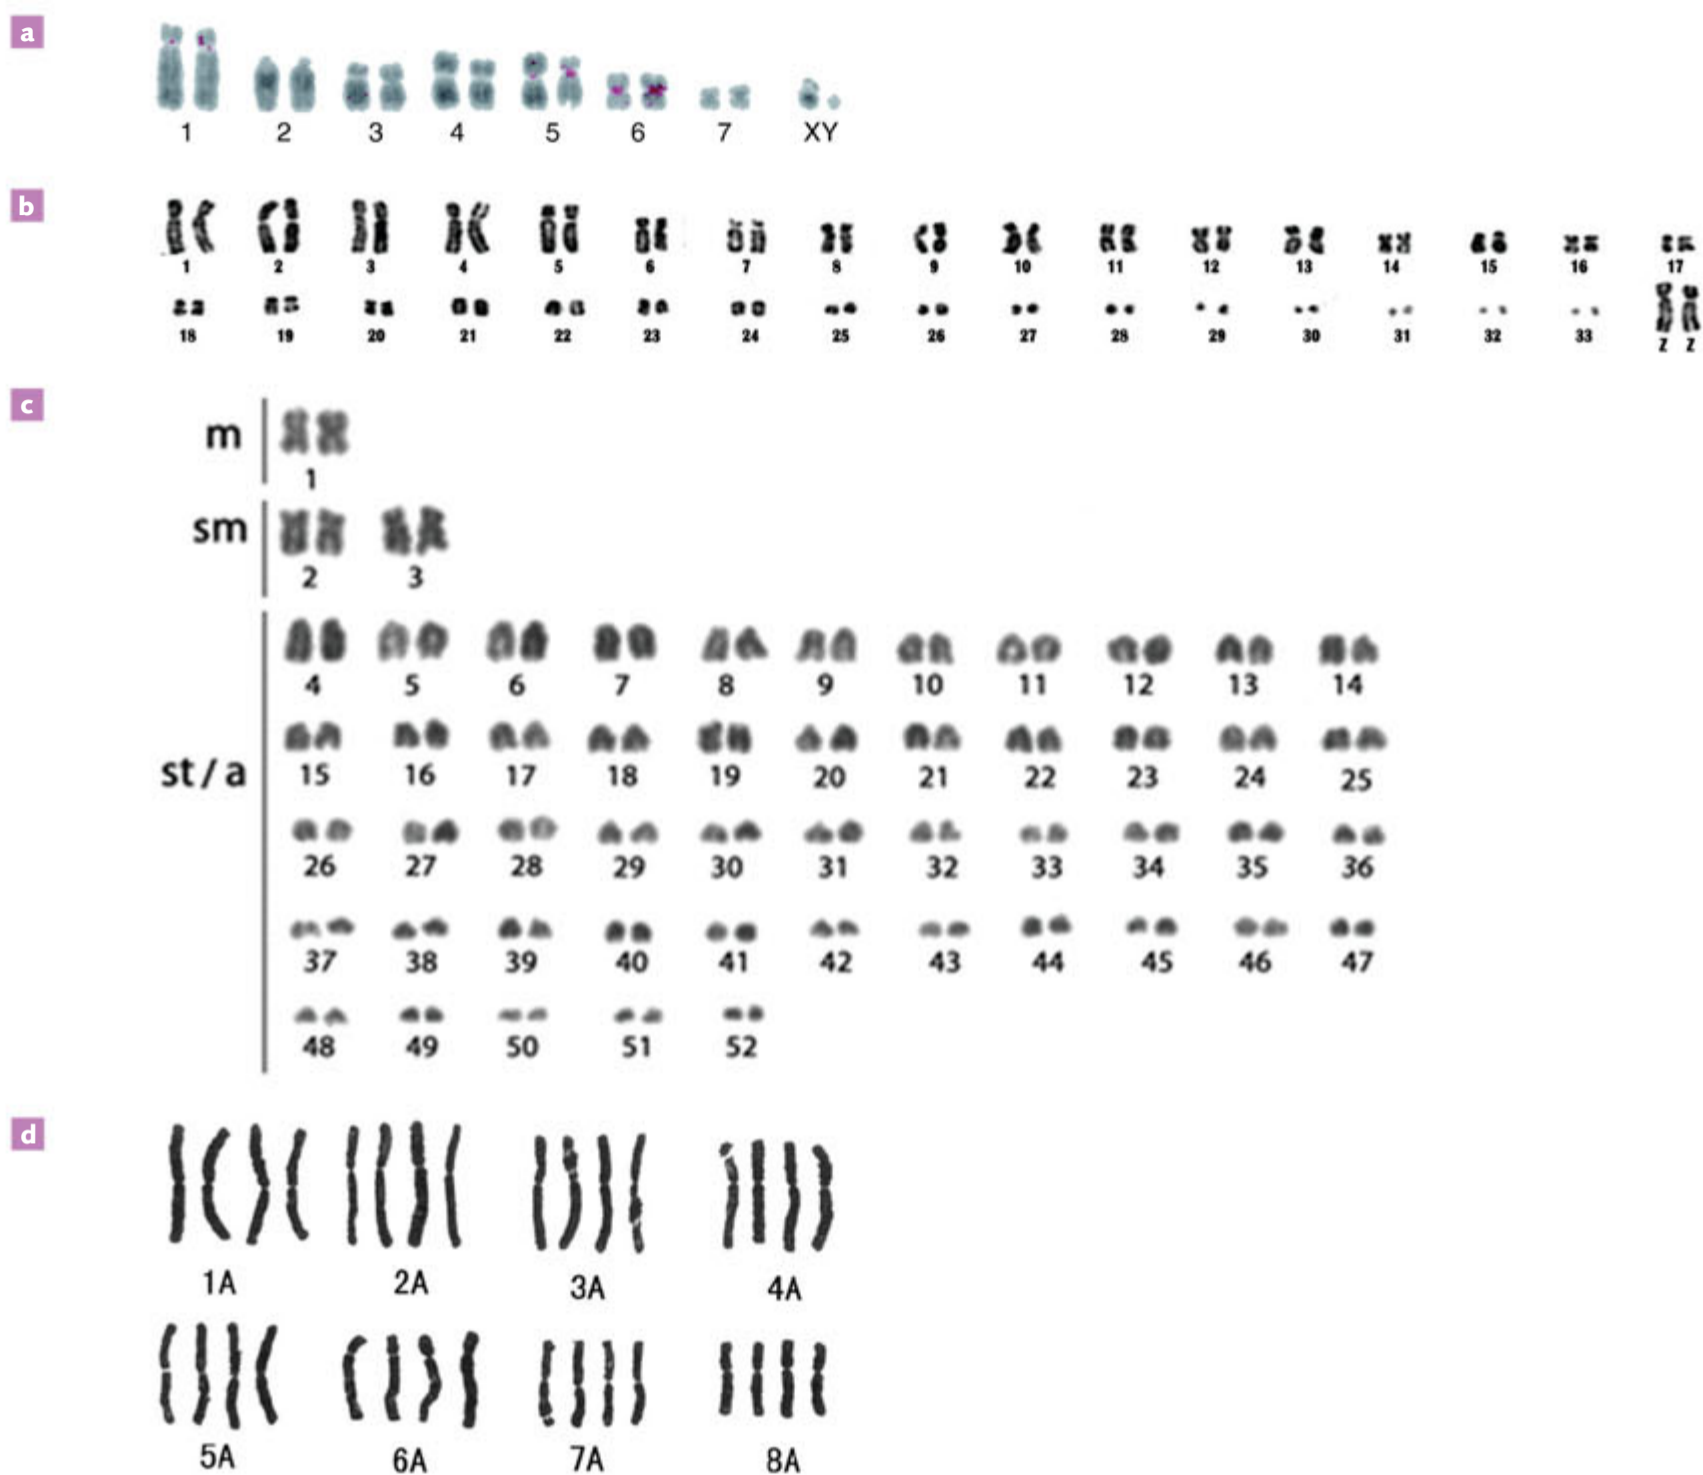 a
1 2 3 4 5 6 7 XY
b
1 2 3 4 5 6 7 8 9 10 11 12 13 14 15 16 17
18 19 20 21 22 23 24 25 26 27 28 29 30 31 32 33 Z Z
c
m
1
sm
2 3
st/a
4 5 6 7 8 9 10 11 12 13 14
15 16 17 18 19 20 21 22 23 24 25
26 27 28 29 30 31 32 33 34 35 36
37 38 39 40 41 42 43 44 45 46 47
48 49 50 51 52
d
1A 2A 3A 4A
5A 6A 7A 8A